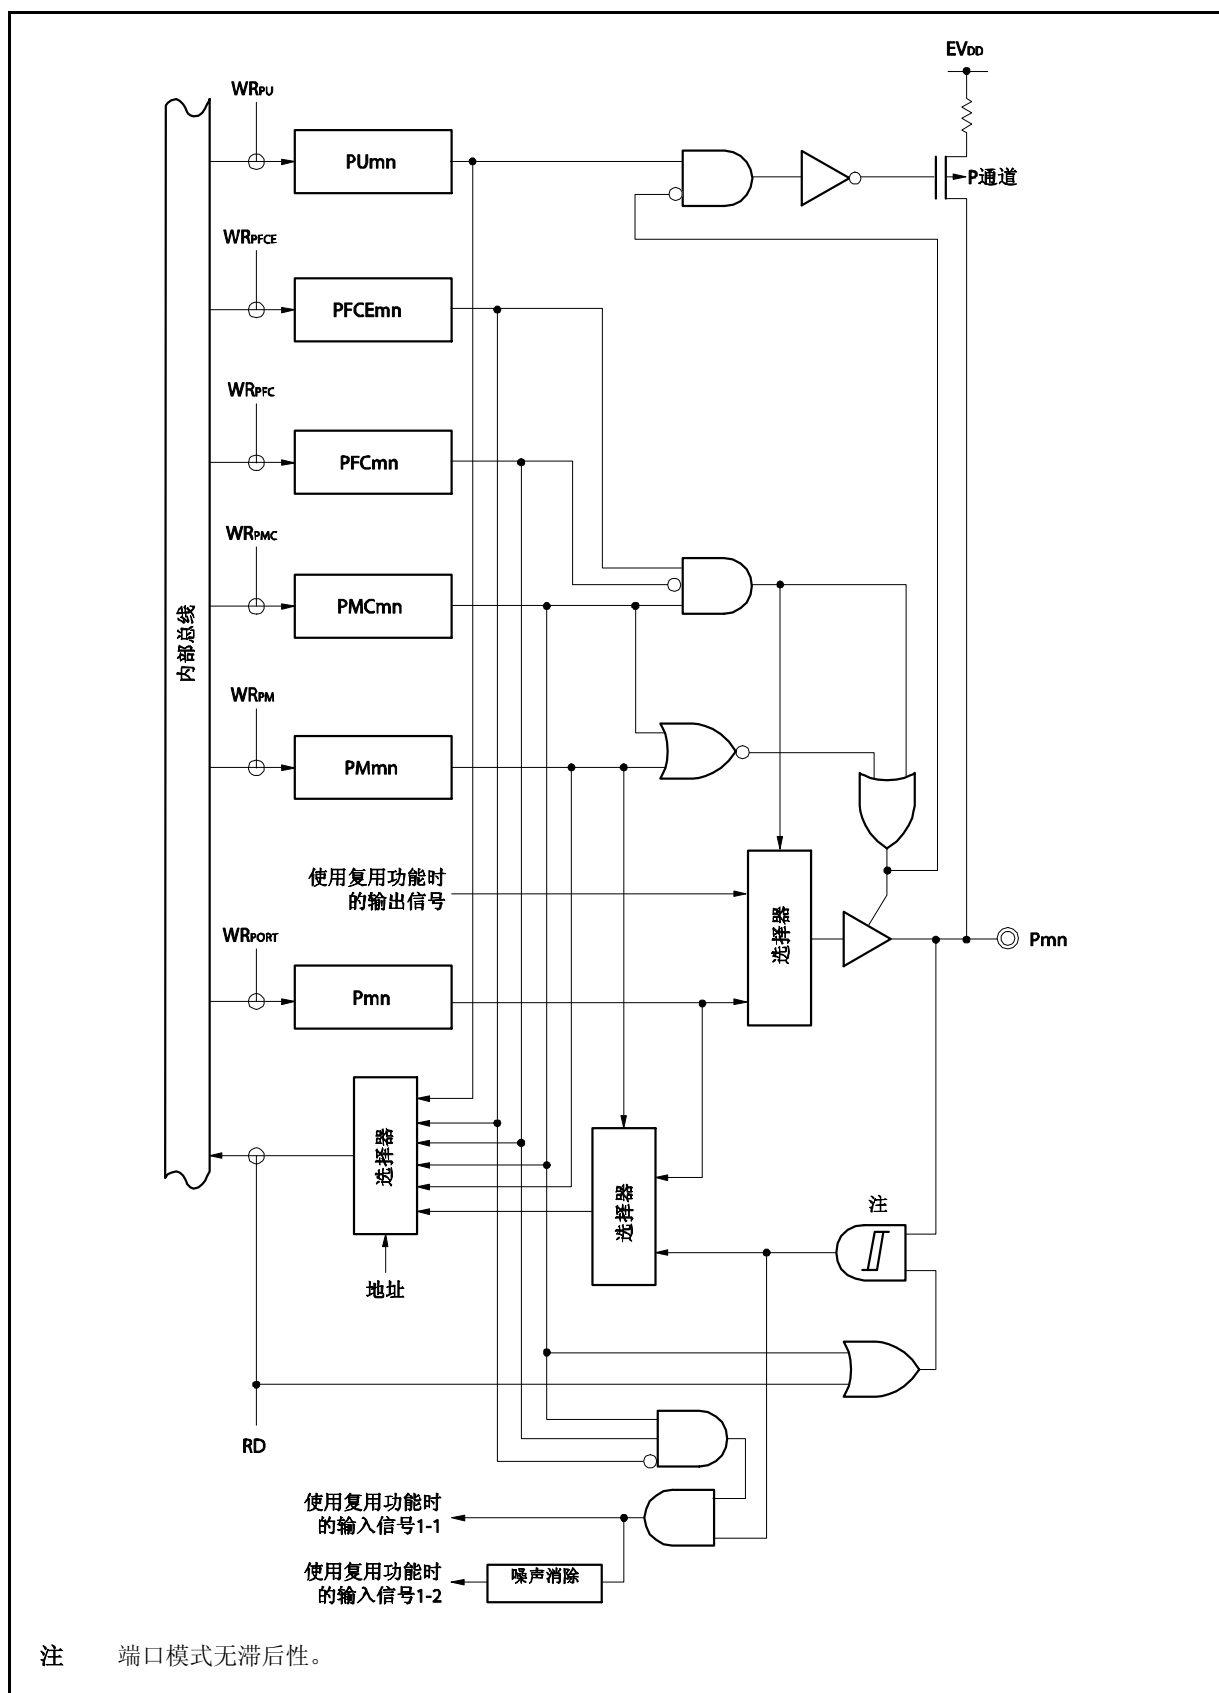 EVDD
WRPU
PUmn
P通道
WRPFCE
PFCEmn
WRPFC
PFCmn
WRPMC
PMCmn
内部总线
WRPM
PMmn
使用复用功能时
的输出信号
选择器
WRPORT
Pmn
Pmn
选择器
选择器
注
地址
RD
使用复用功能时
的输入信号1-1
使用复用功能时
的输入信号1-2
噪声消除
注 端口模式无滞后性。